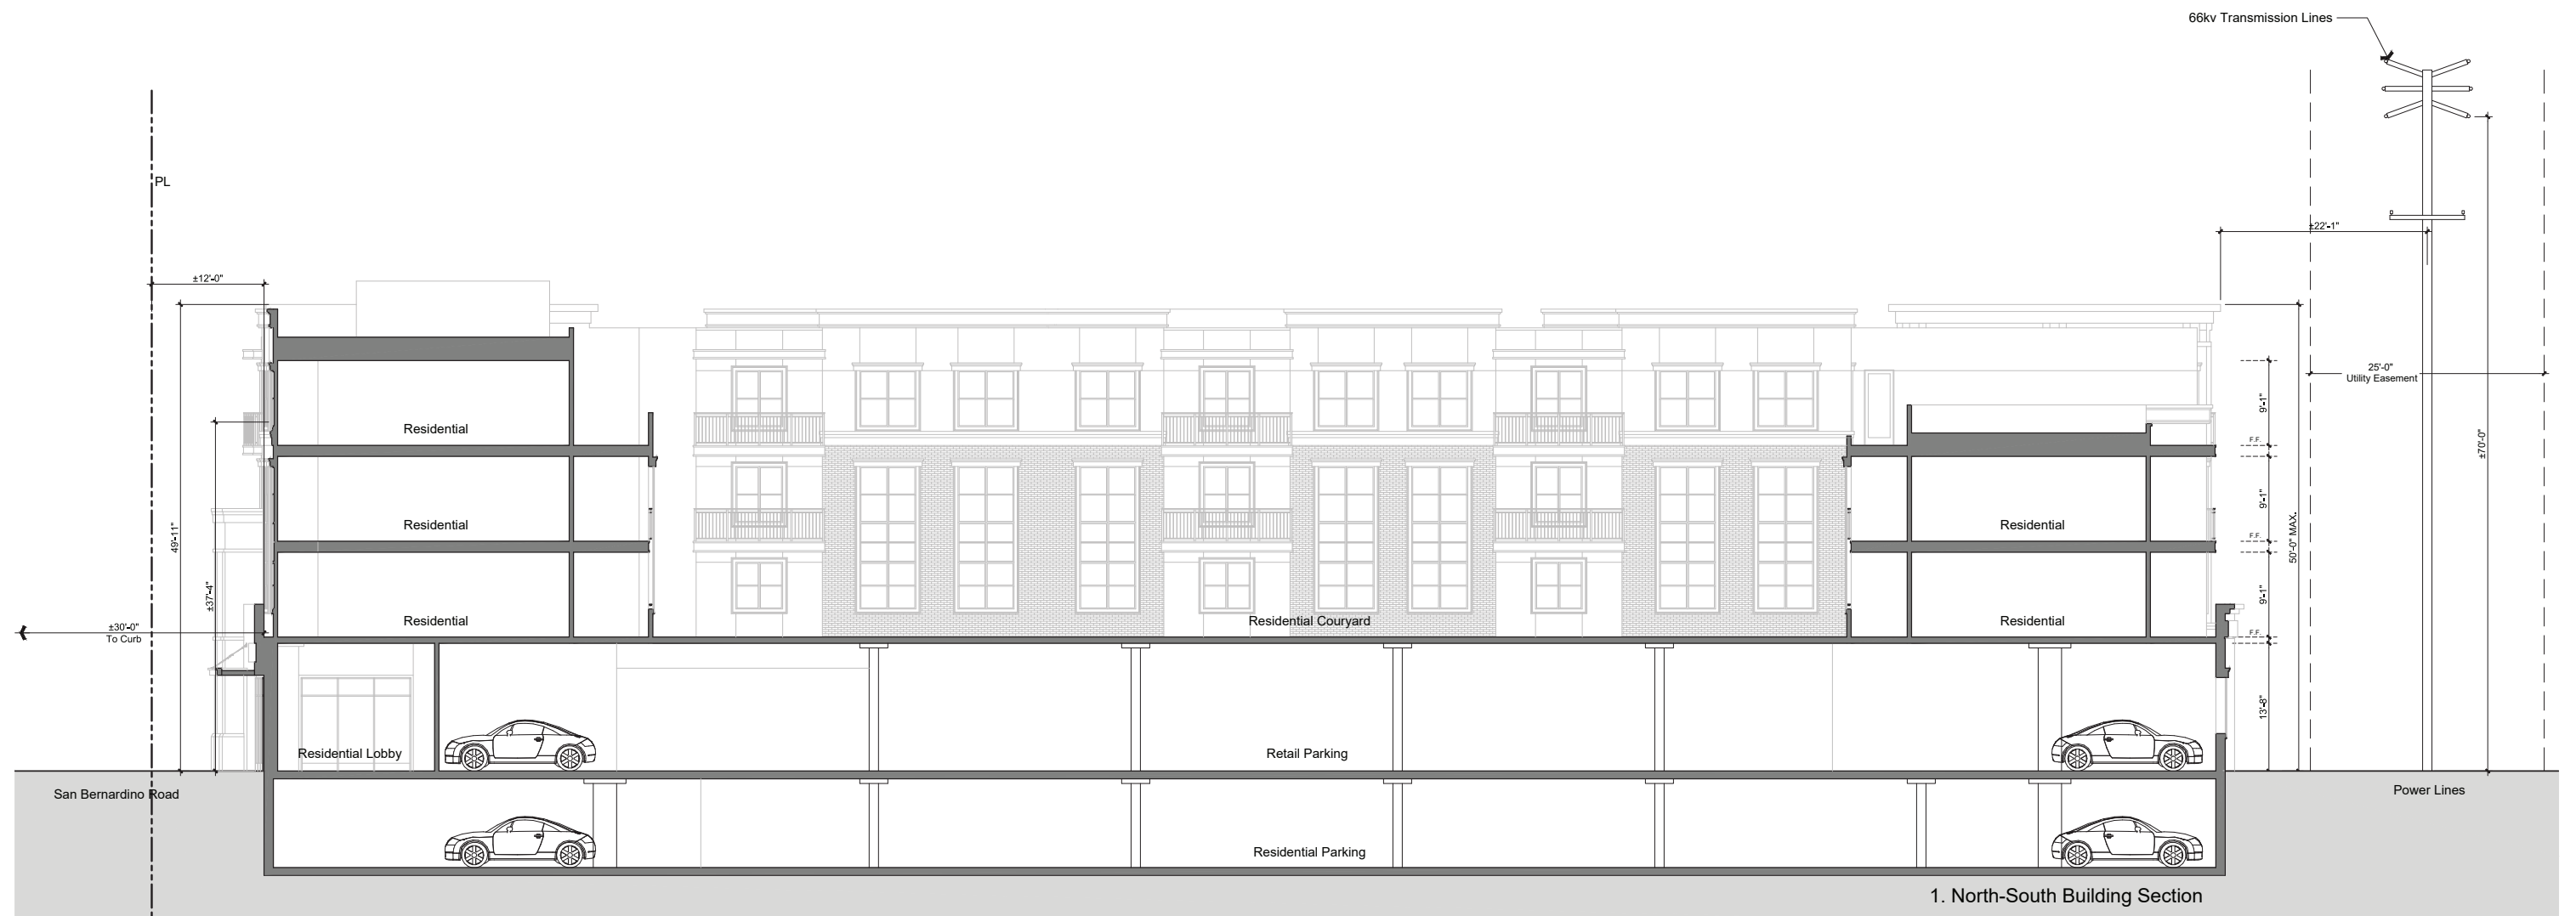 66kv Transmission Lines
PL
±22'-1"
±12'-0"
25'-0"
Utility Easement
9'-1"
Residential
F.F.
±70'-0"
49'-11"
±37'-4"
Residential
Residential
9'-1"
F.F.
50'-0" MAX.
±30'-0"
To Curb
Residential
Residential Couryard
Residential
9'-1"
F.F.
13'-8"
Residential Lobby
Retail Parking
San Bernardino Road
Power Lines
Residential Parking
1. North-South Building Section